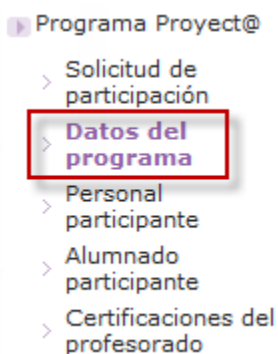 Programa Proyect@
Solicitud de
participación
Datos del
programa
Personal
participante
Alumnado
participante
Certificaciones del
profesorado